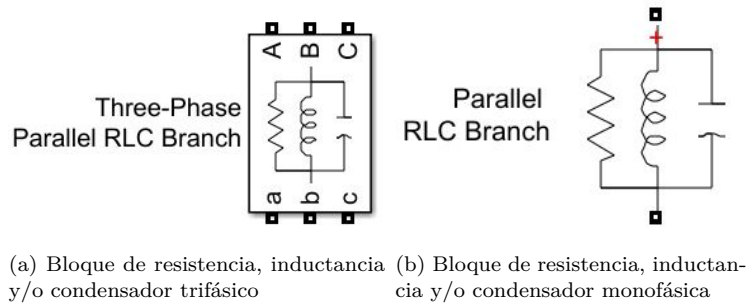 A B C
Three-Phase
Parallel RLC Branch
a b c
+
Parallel
RLC Branch
(a) Bloque de resistencia, inductancia
y/o condensador trifásico
(b) Bloque de resistencia, inductan-
cia y/o condensador monofásica